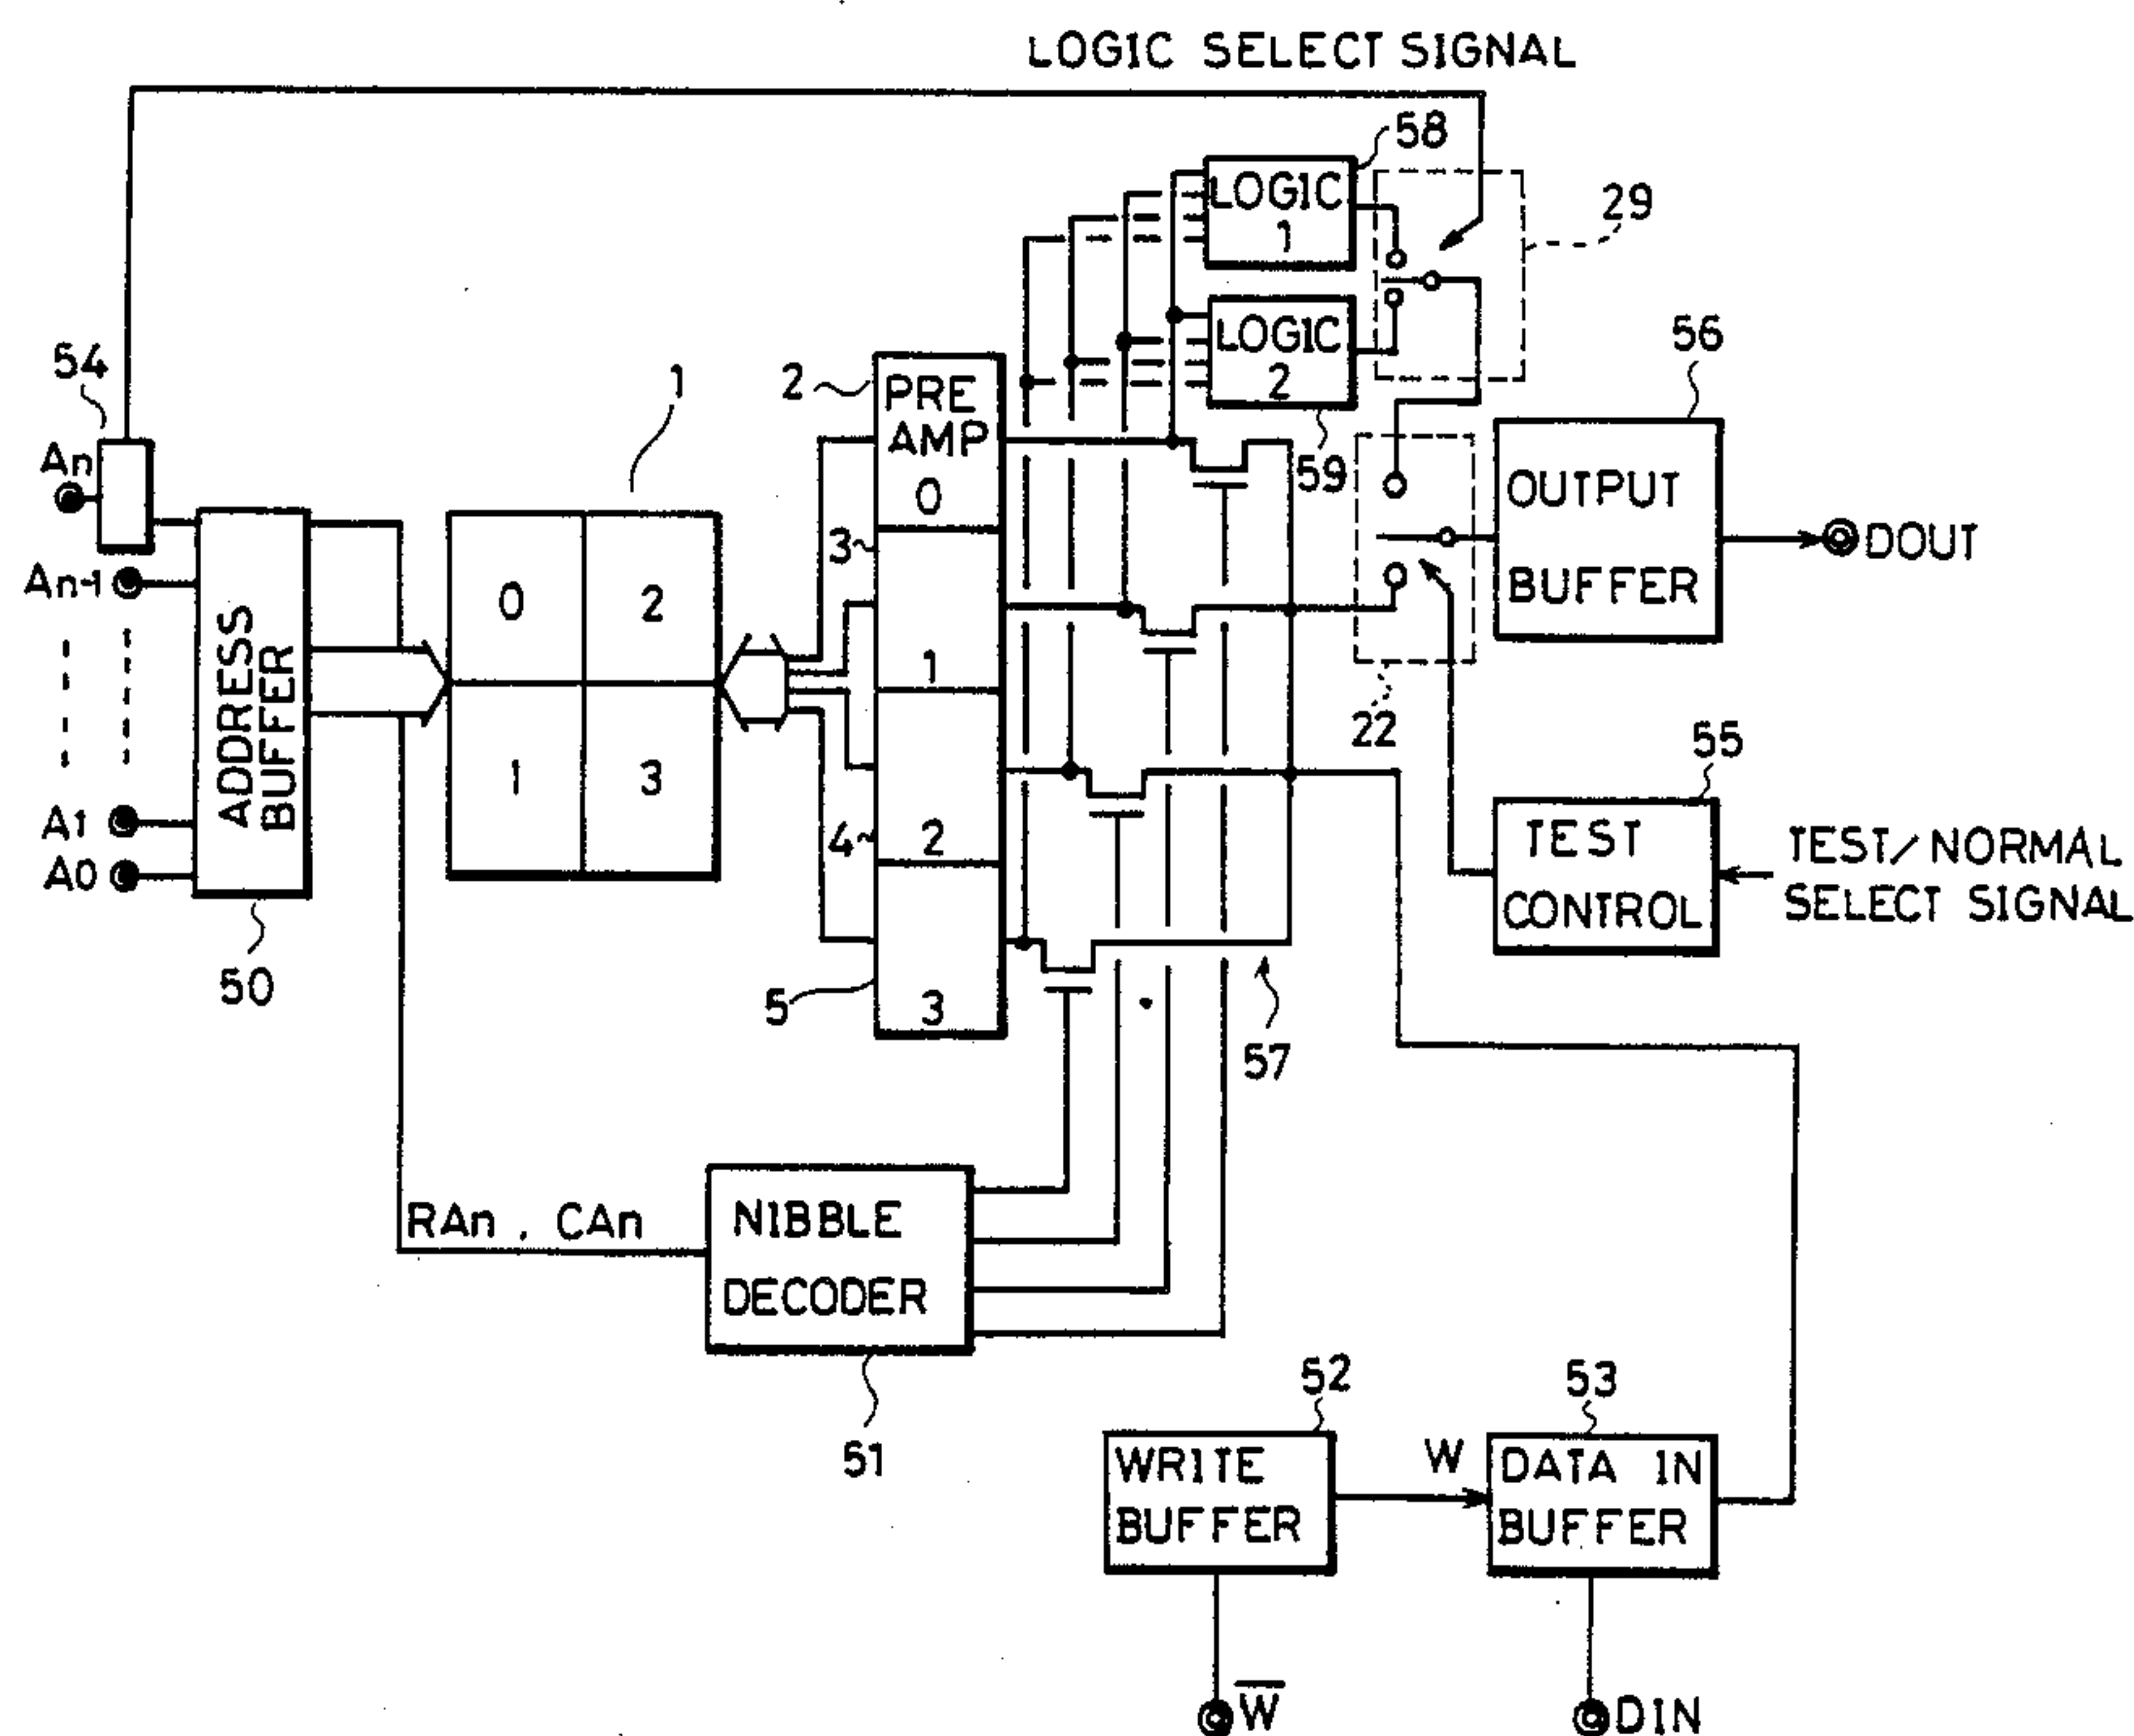 LOGIC SELECT SIGNAL
58
LOGIC
1
29
54
1
2
PRE
AMP
0
LOGIC
2
56
An
59
OUTPUT
BUFFER
DOUT
3
An-1
ADDRESS
BUFFER
0
2
1
22
55
1
3
4
2
A1
A0
TEST
CONTROL
TEST/NORMAL
SELECT SIGNAL
50
5
3
57
RAn , CAn
NIBBLE
DECODER
51
52
53
WRITE
BUFFER
W
DATA IN
BUFFER
W̅
DIN